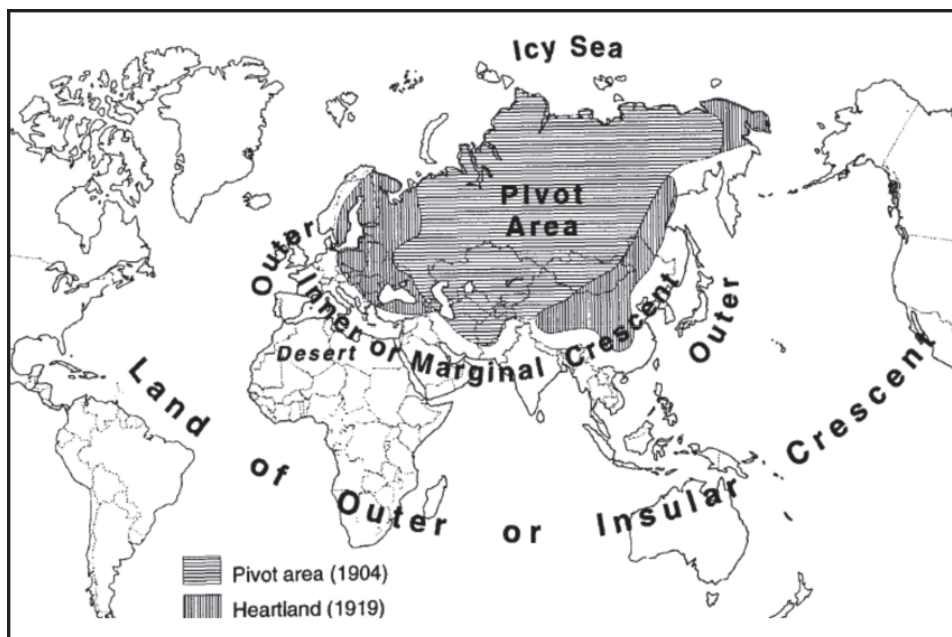 Icy Sea
Pivot
Area
Outer
Inner or Marginal Crescent
Outer
Desert
Land of Outer or Insular Crescent
Pivot area (1904)
Heartland (1919)